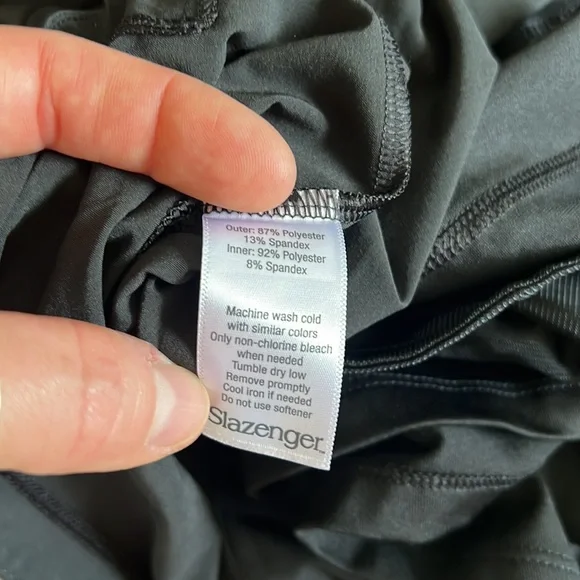 Outer: 87% Polyester
13% Spandex
Inner: 92% Polyester
8% Spandex
Machine wash cold
with similar colors
Only non-chlorine bleach
when needed
Tumble dry low
Remove promptly
Cool iron if needed
Do not use softener
Slazenger